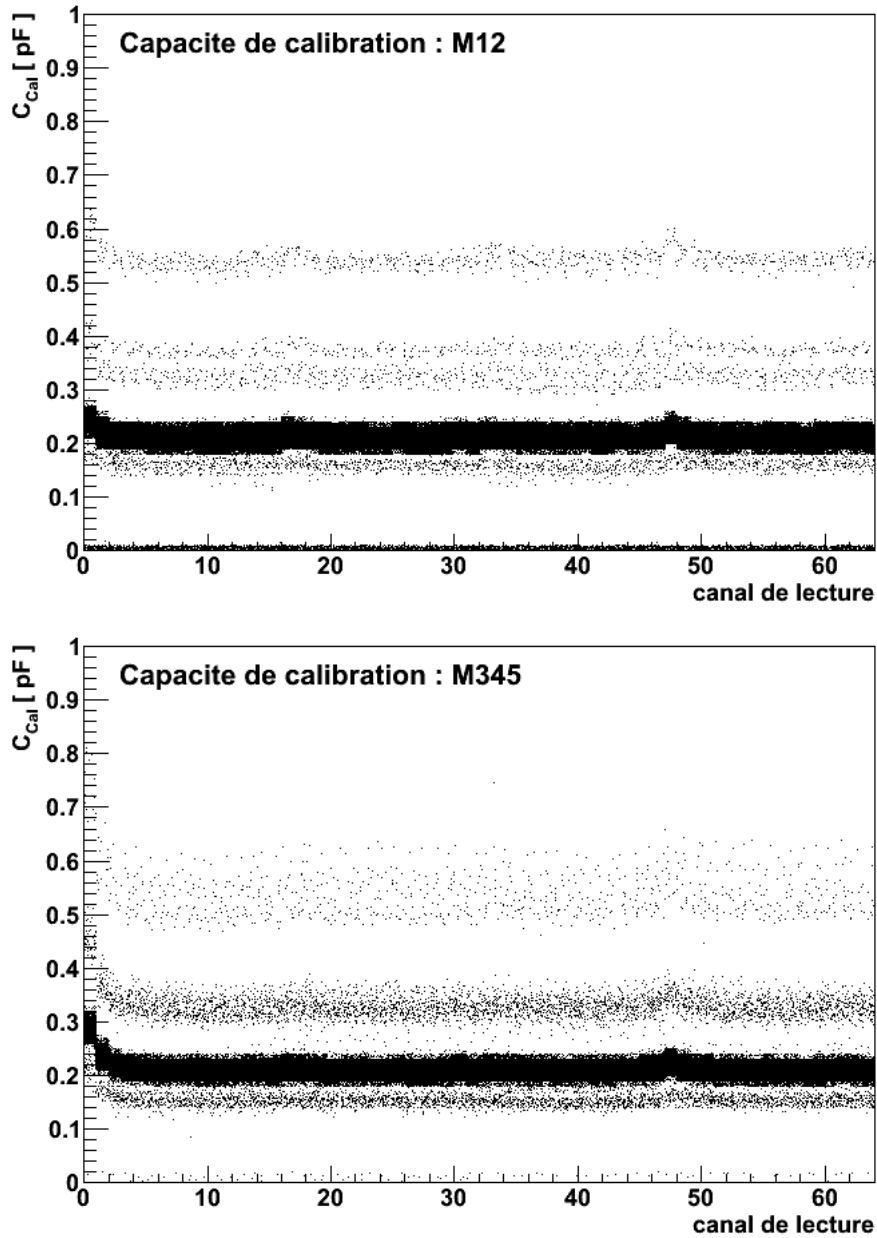 Capacite de calibration : M12
C_Cal [ pF]
1
0.9
0.8
0.7
0.6
0.5
0.4
0.3
0.2
0.1
0
0 10 20 30 40 50 60
canal de lecture
Capacite de calibration : M345
C_Cal [ pF]
1
0.9
0.8
0.7
0.6
0.5
0.4
0.3
0.2
0.1
0
0 10 20 30 40 50 60
canal de lecture